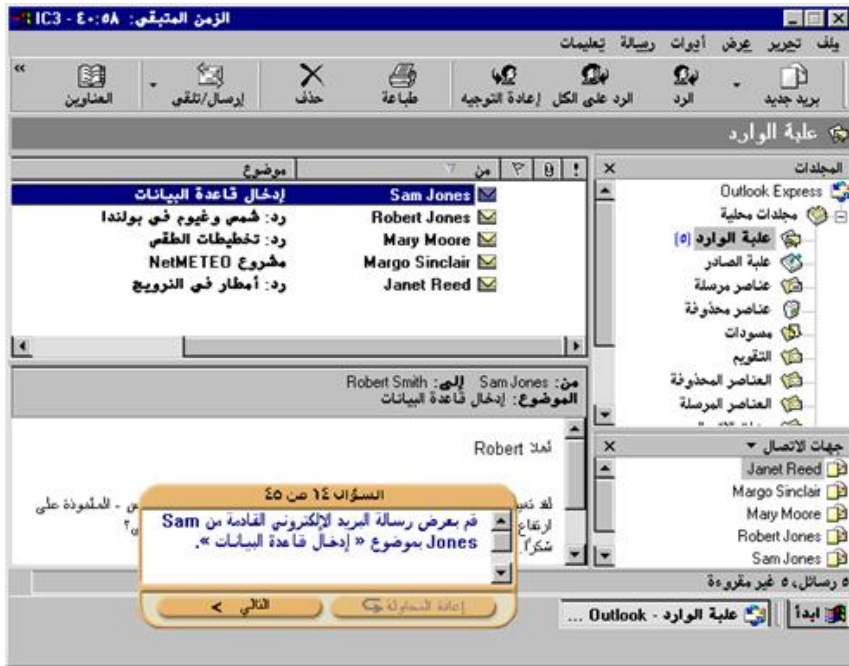 IC3 - الزمن المتبقي: ٤٠:٥٨
ملف تحرير عرض أدوات رسالة تعليمات
بريد جديد الرد الرد على الكل إعادة التوجيه طباعة حذف إرسال/تلقي العناوين »
علبة الوارد
المجلدات
Outlook Express
مجلدات محلية
علبة الوارد (٥)
علبة الصادر
عناصر مرسلة
عناصر محذوفة
مسودات
التقويم
العناصر المحذوفة
العناصر المرسلة
جهات الاتصال
Janet Reed
Margo Sinclair
Mary Moore
Robert Jones
Sam Jones
! من موضوع
Sam Jones إدخال قاعدة البيانات
Robert Jones رد: شمس وغيوم في بولندا
Mary Moore رد: تخطيطات الطقس
Margo Sinclair مشروع NetMETEO
Janet Reed رد: أمطار في النرويج
من: Sam Jones إلى: Robert Smith
الموضوع: إدخال قاعدة البيانات
Robert
س - المأخوذة على
ارتفاع
شكراً
السؤال ١٤ من ٤٥
قم بعرض رسالة البريد الإلكتروني القادمة من Sam
Jones بموضوع « إدخال قاعدة البيانات ».
إعادة المحاولة التالي >
٥ رسائل، ٥ غير مقروءة
ابدأ علبة الوارد - Outlook ...